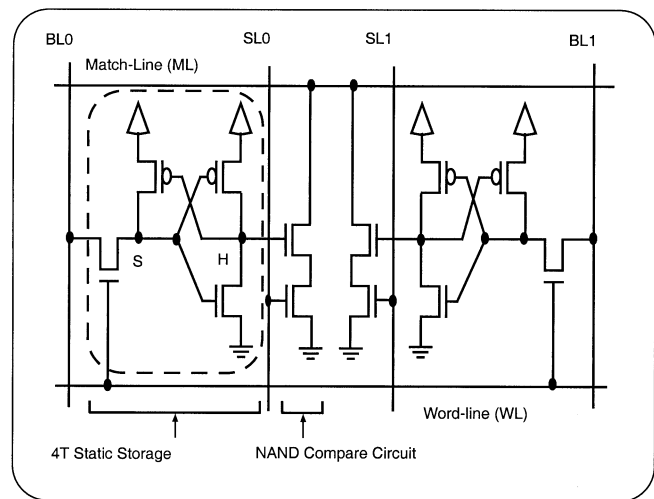 BL0
SL0
SL1
BL1
Match-Line (ML)
S
H
Word-line (WL)
4T Static Storage
NAND Compare Circuit